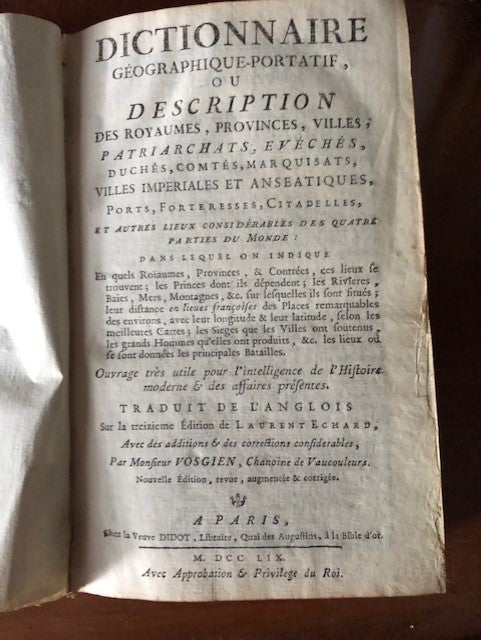 DICTIONNAIRE
GÉOGRAPHIQUE-PORTATIF,
OU
DESCRIPTION
DES ROYAUMES, PROVINCES, VILLES,
PATRIARCHATS, EVÊCHÉS,
DUCHÉS, COMTÉS, MARQUISATS,
VILLES IMPERIALES ET ANSEATIQUES,
PORTS, FORTERESSES, CITADELLES,
ET AUTRES LIEUX CONSIDÉRABLES DES QUATRE
PARTIES DU MONDE:
DANS LEQUEL ON INDIQUE
En quels Roïaumes, Provinces, & Contrées, ces lieux se
trouvent; les Princes dont ils dépendent; les Rivieres,
Baies, Mers, Montagnes, &c. sur lesquelles ils sont situés;
leur distance en lieues françoises des Places remarquables
des environs, avec leur longitude & leur latitude, selon les
meilleures Cartes; les Sieges que les Villes ont soutenus,
les grands Hommes qu'elles ont produits, &c. les lieux où
se sont données les principales Batailles.
Ouvrage très utile pour l'intelligence de l'Histoire
moderne & des affaires présentes.
TRADUIT DE L'ANGLOIS
Sur la treizieme Édition de LAURENT ECHARD,
Avec des additions & des corrections considerables,
Par Monsieur VOSGIEN, Chanoine de Vaucouleurs.
Nouvelle Édition, revue, augmentée & corrigée.
A PARIS,
Chez la Veuve DIDOT, Libraire, Quai des Augustins, à la Bible d'or.
M. DCC LIX.
Avec Approbation & Privilege du Roi.